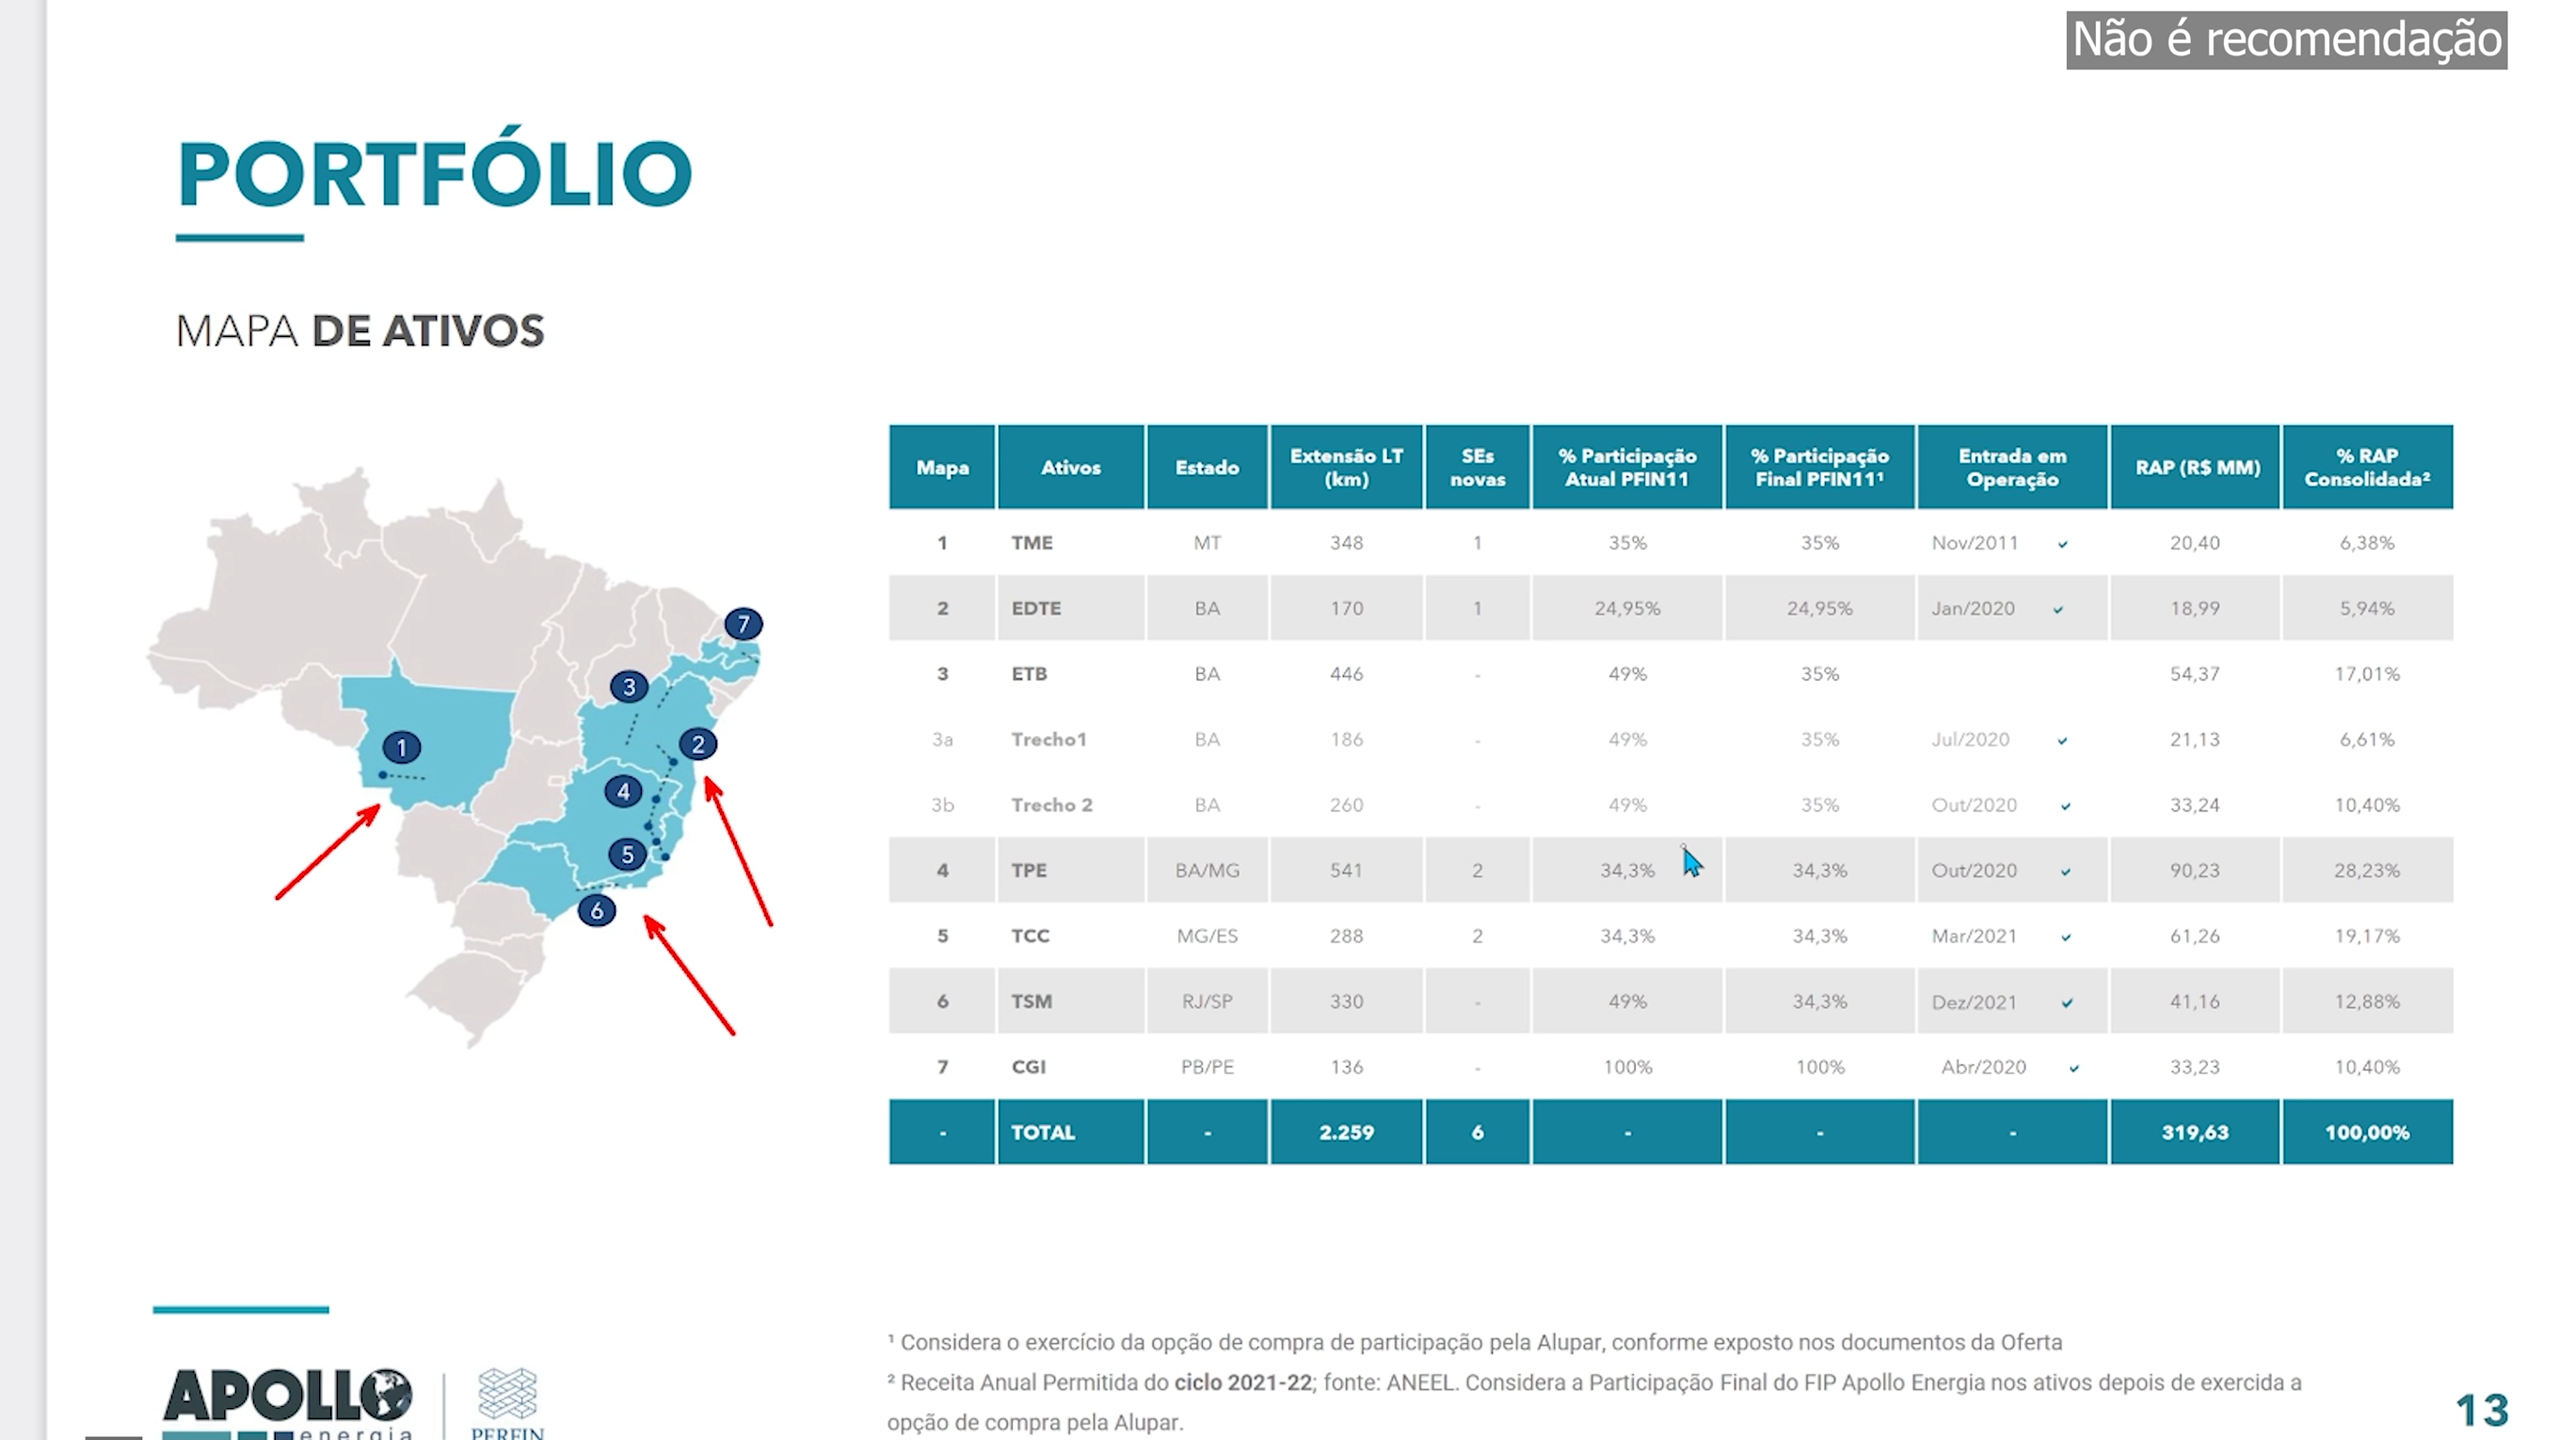 Não é recomendação
PORTFÓLIO
MAPA DE ATIVOS
7
3
1
2
4
5
6
Mapa Ativos Estado Extensão LT (km) SEs novas % Participação Atual PFIN11 % Participação Final PFIN11¹ Entrada em Operação RAP (R$ MM) % RAP Consolidada²
1 TME MT 348 1 35% 35% Nov/2011 20,40 6,38%
2 EDTE BA 170 1 24,95% 24,95% Jan/2020 18,99 5,94%
3 ETB BA 446 - 49% 35% 54,37 17,01%
3a Trecho1 BA 186 - 49% 35% Jul/2020 21,13 6,61%
3b Trecho 2 BA 260 - 49% 35% Out/2020 33,24 10,40%
4 TPE BA/MG 541 2 34,3% 34,3% Out/2020 90,23 28,23%
5 TCC MG/ES 288 2 34,3% 34,3% Mar/2021 61,26 19,17%
6 TSM RJ/SP 330 - 49% 34,3% Dez/2021 41,16 12,88%
7 CGI PB/PE 136 - 100% 100% Abr/2020 33,23 10,40%
- TOTAL - 2.259 6 - - - 319,63 100,00%
¹ Considera o exercício da opção de compra de participação pela Alupar, conforme exposto nos documentos da Oferta
² Receita Anual Permitida do ciclo 2021-22; fonte: ANEEL. Considera a Participação Final do FIP Apollo Energia nos ativos depois de exercida a
opção de compra pela Alupar.
APOLLO
energia
PERFIN
13